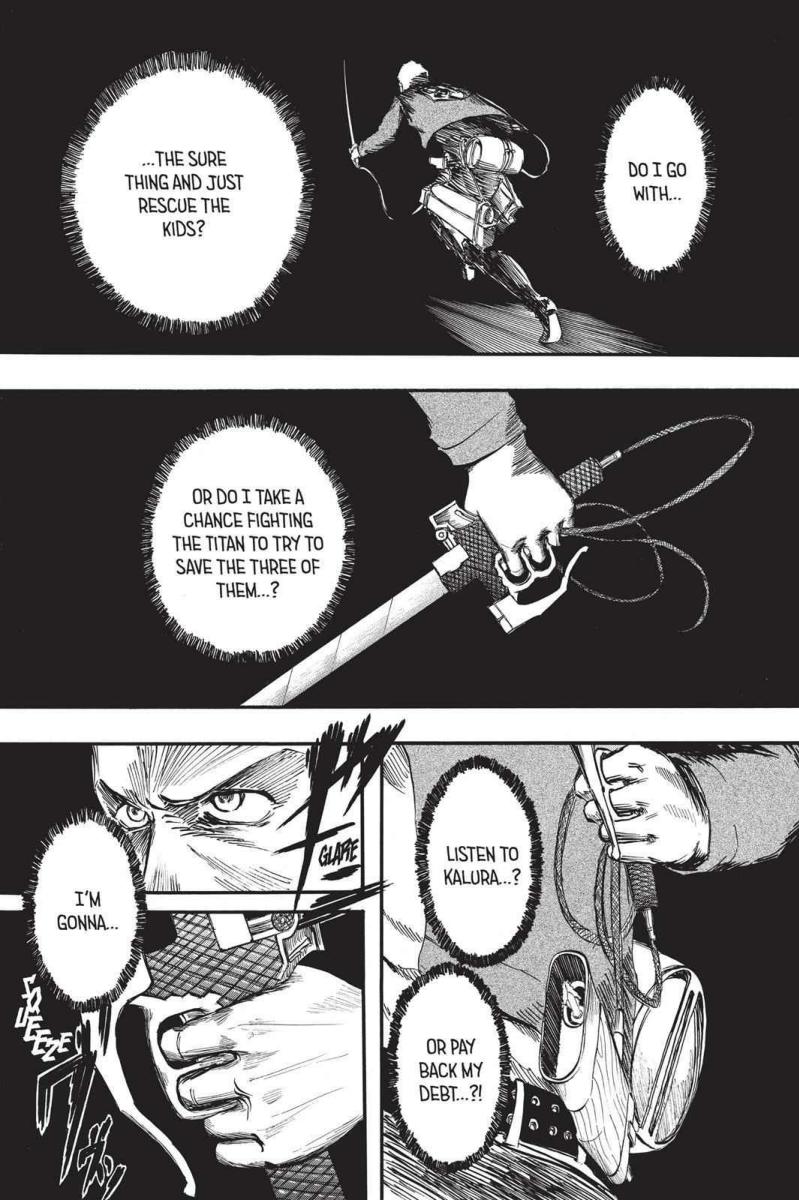 DO I GO
WITH...
...THE SURE
THING AND JUST
RESCUE THE
KIDS?
OR DO I TAKE A
CHANCE FIGHTING
THE TITAN TO TRY TO
SAVE THE THREE OF
THEM...?
LISTEN TO
KALURA...?
OR PAY
BACK MY
DEBT...?!
GLARE
I'M
GONNA...
SQUEEZE